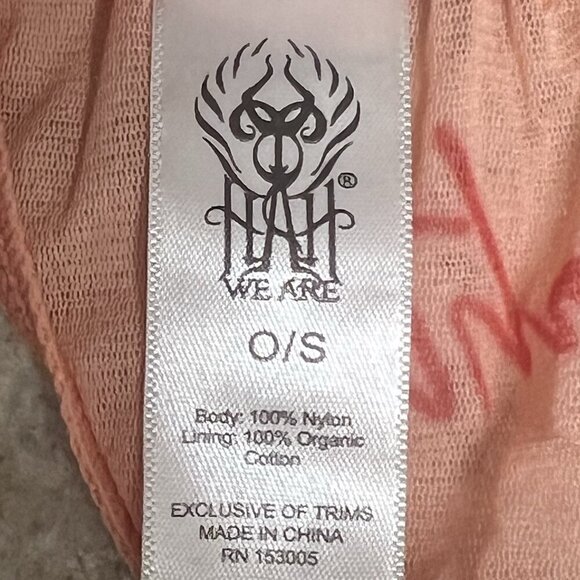 HAH ®
WE ARE
O/S
Body: 100% Nylon
Lining: 100% Organic
Cotton
EXCLUSIVE OF TRIMS
MADE IN CHINA
RN 153005